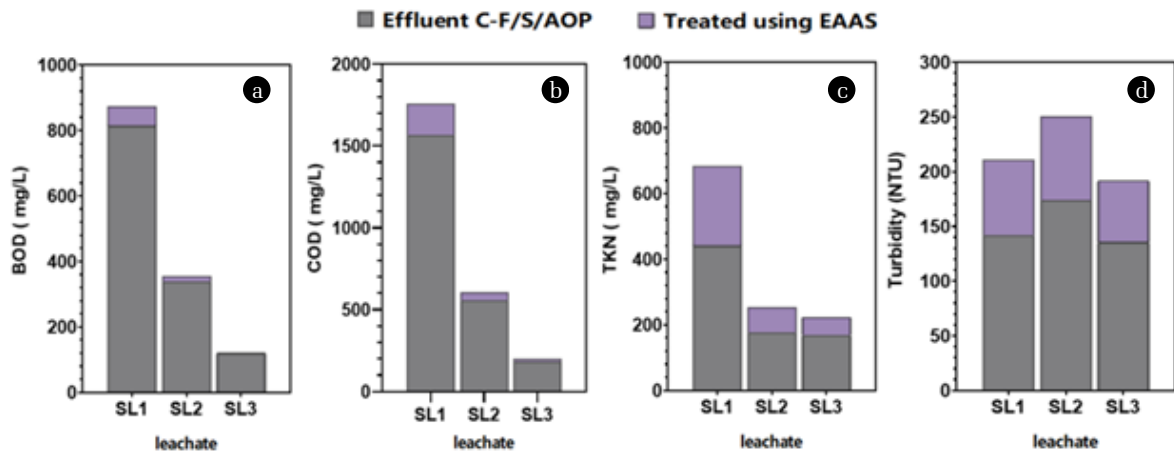 Effluent C-F/S/AOP Treated using EAAS
a
BOD ( mg/L)
1000
800
600
400
200
0
SL1 SL2 SL3
leachate
b
COD ( mg/L)
2000
1500
1000
500
0
SL1 SL2 SL3
leachate
c
TKN ( mg/L)
1000
800
600
400
200
0
SL1 SL2 SL3
leachate
d
Turbidity (NTU)
300
250
200
150
100
50
0
SL1 SL2 SL3
leachate